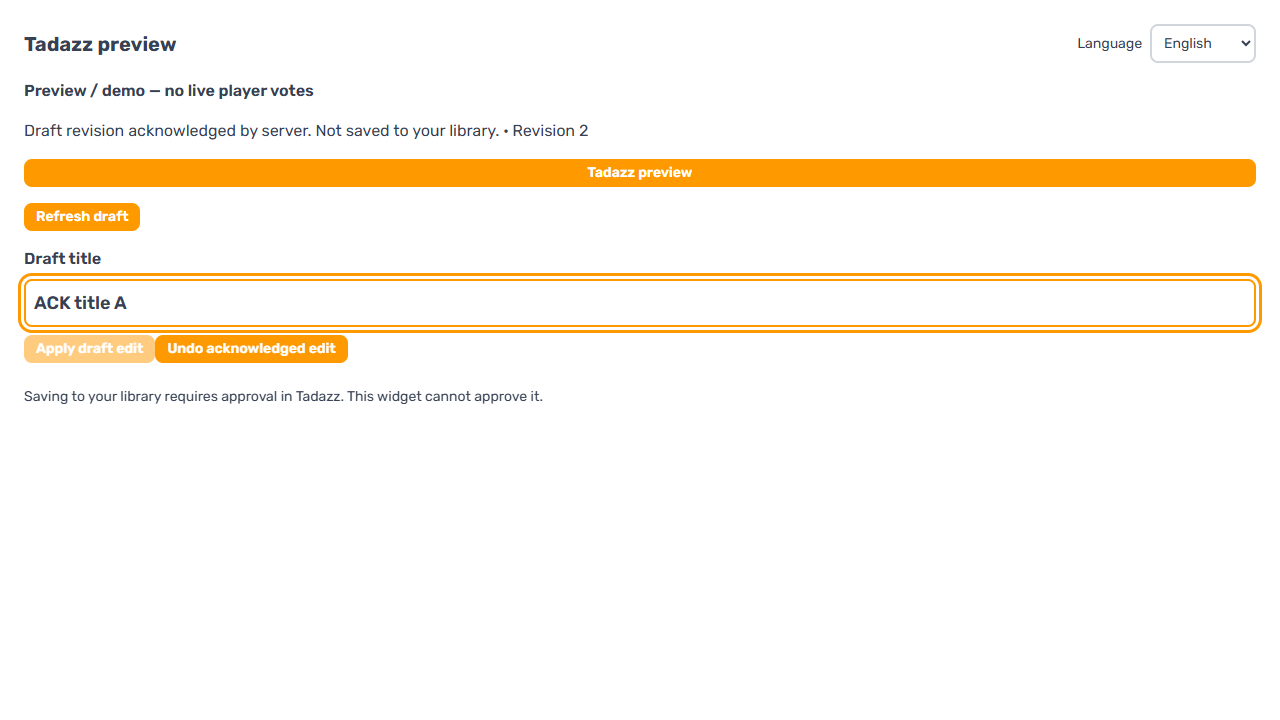 Tadazz preview
Language
English
Preview / demo — no live player votes
Draft revision acknowledged by server. Not saved to your library. • Revision 2
Tadazz preview
Refresh draft
Draft title
ACK title A
Apply draft edit
Undo acknowledged edit
Saving to your library requires approval in Tadazz. This widget cannot approve it.